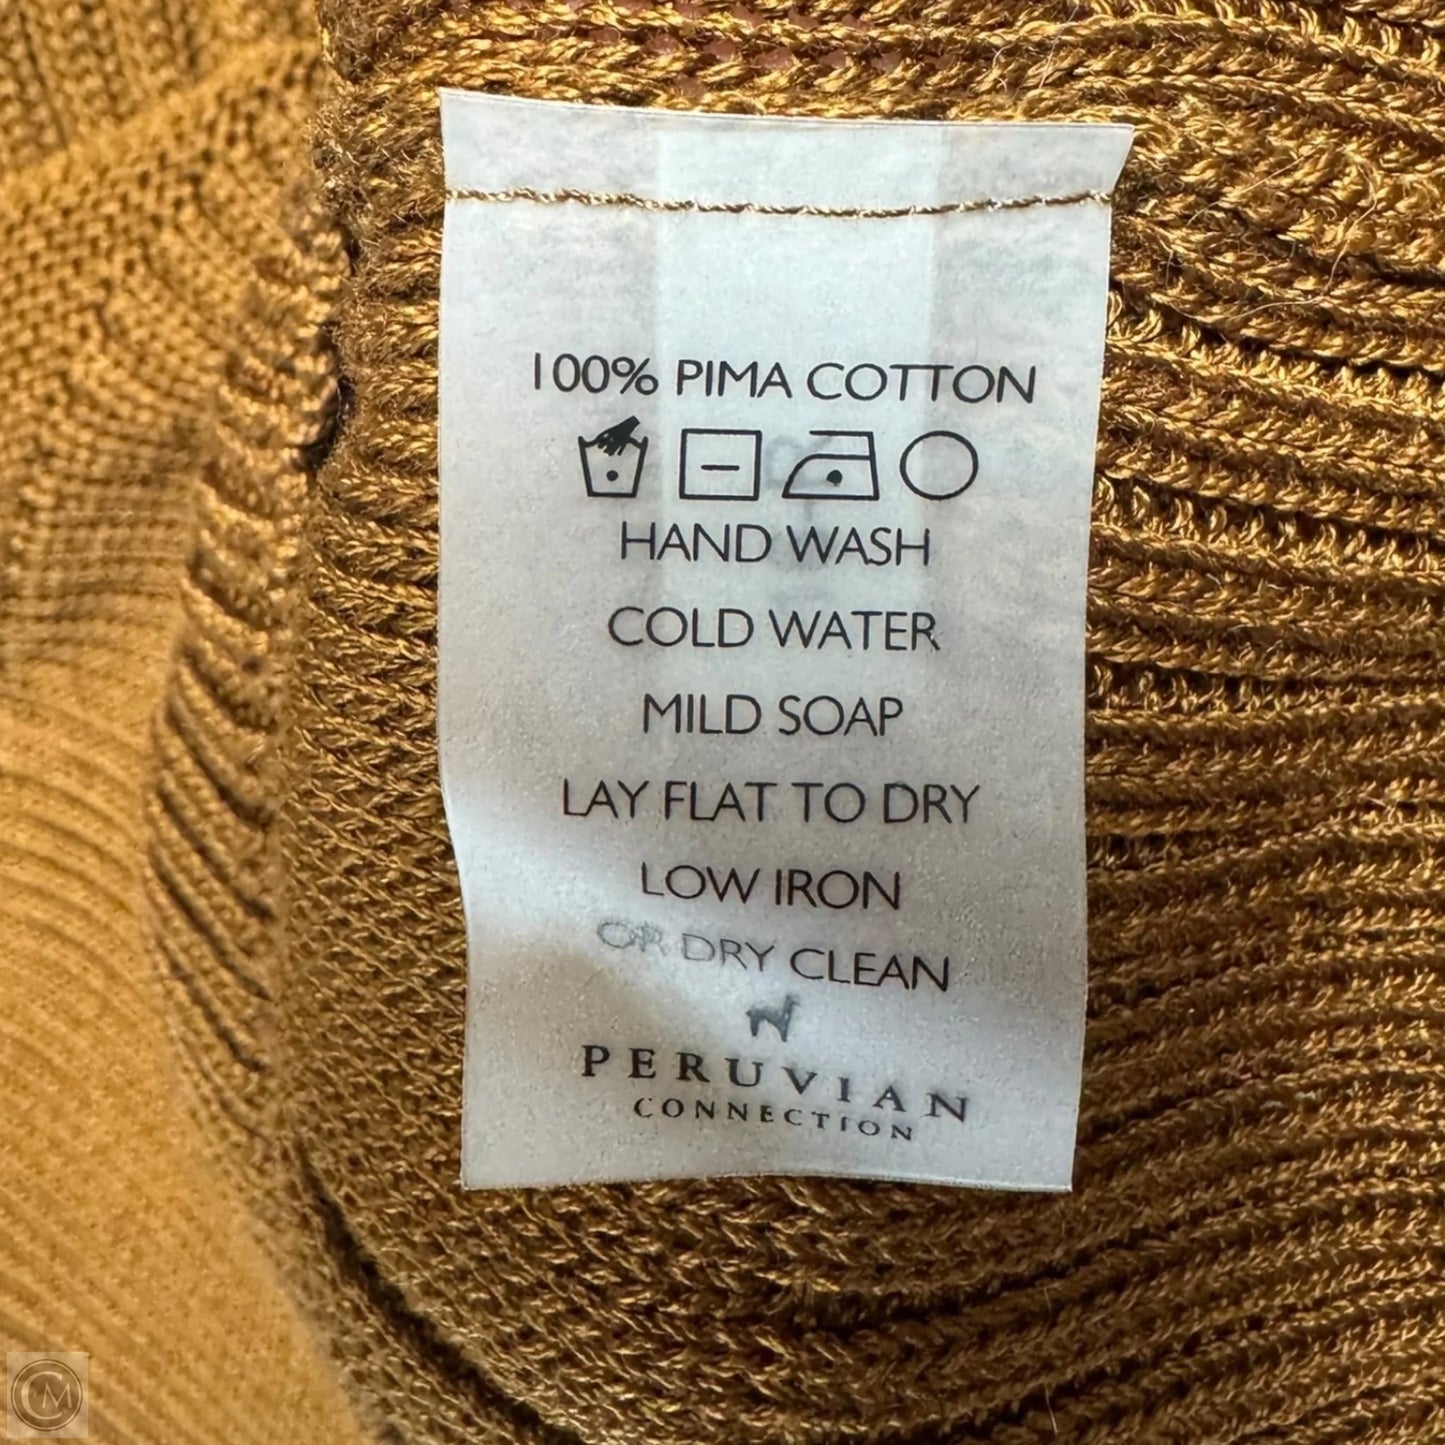 100% PIMA COTTON
HAND WASH
COLD WATER
MILD SOAP
LAY FLAT TO DRY
LOW IRON
OR DRY CLEAN
PERUVIAN
CONNECTION
CM